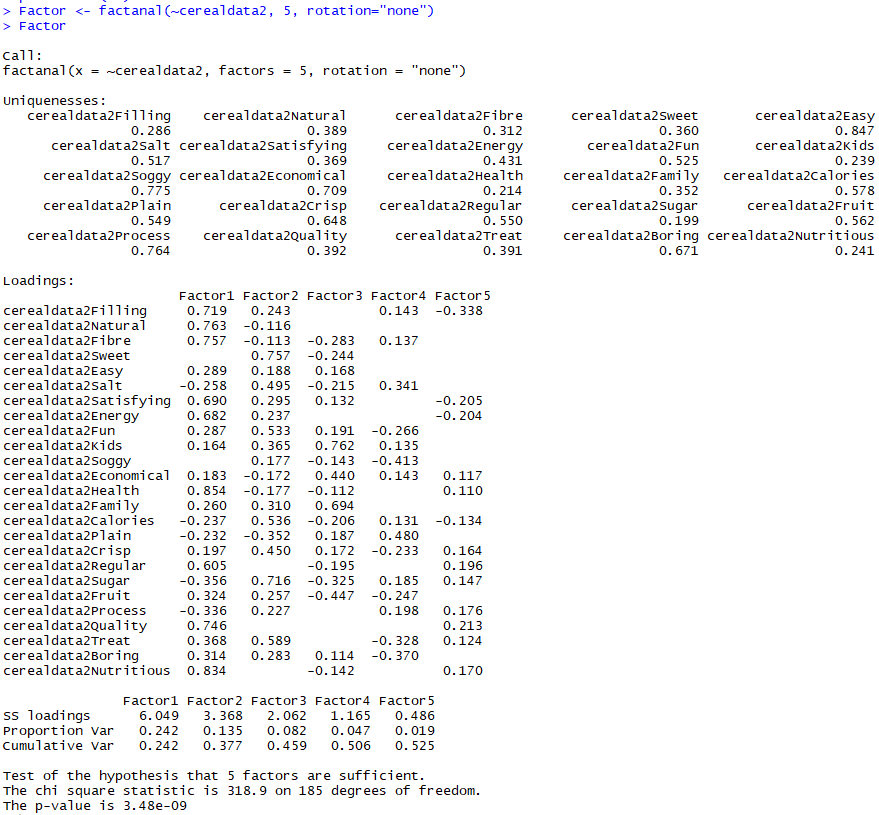 > Factor <- factanal(~cerealdata2, 5, rotation="none")
> Factor
Call:
factanal(x = ~cerealdata2, factors = 5, rotation = "none")
Uniquenesses:
cerealdata2Filling cerealdata2Natural cerealdata2Fibre cerealdata2Sweet cerealdata2Easy
0.286 0.389 0.312 0.360 0.847
cerealdata2Salt cerealdata2Satisfying cerealdata2Energy cerealdata2Fun cerealdata2Kids
0.517 0.369 0.431 0.525 0.239
cerealdata2Soggy cerealdata2Economical cerealdata2Health cerealdata2Family cerealdata2Calories
0.775 0.709 0.214 0.352 0.578
cerealdata2Plain cerealdata2Crisp cerealdata2Regular cerealdata2Sugar cerealdata2Fruit
0.549 0.648 0.550 0.199 0.562
cerealdata2Process cerealdata2Quality cerealdata2Treat cerealdata2Boring cerealdata2Nutritious
0.764 0.392 0.391 0.671 0.241
Loadings:
Factor1 Factor2 Factor3 Factor4 Factor5
cerealdata2Filling 0.719 0.243 0.143 -0.338
cerealdata2Natural 0.763 -0.116
cerealdata2Fibre 0.757 -0.113 -0.283 0.137
cerealdata2Sweet 0.757 -0.244
cerealdata2Easy 0.289 0.188 0.168
cerealdata2Salt -0.258 0.495 -0.215 0.341
cerealdata2Satisfying 0.690 0.295 0.132 -0.205
cerealdata2Energy 0.682 0.237 -0.204
cerealdata2Fun 0.287 0.533 0.191 -0.266
cerealdata2Kids 0.164 0.365 0.762 0.135
cerealdata2Soggy 0.177 -0.143 -0.413
cerealdata2Economical 0.183 -0.172 0.440 0.143 0.117
cerealdata2Health 0.854 -0.177 -0.112 0.110
cerealdata2Family 0.260 0.310 0.694
cerealdata2Calories -0.237 0.536 -0.206 0.131 -0.134
cerealdata2Plain -0.232 -0.352 0.187 0.480
cerealdata2Crisp 0.197 0.450 0.172 -0.233 0.164
cerealdata2Regular 0.605 -0.195 0.196
cerealdata2Sugar -0.356 0.716 -0.325 0.185 0.147
cerealdata2Fruit 0.324 0.257 -0.447 -0.247
cerealdata2Process -0.336 0.227 0.198 0.176
cerealdata2Quality 0.746 0.213
cerealdata2Treat 0.368 0.589 -0.328 0.124
cerealdata2Boring 0.314 0.283 0.114 -0.370
cerealdata2Nutritious 0.834 -0.142 0.170
Factor1 Factor2 Factor3 Factor4 Factor5
SS loadings 6.049 3.368 2.062 1.165 0.486
Proportion Var 0.242 0.135 0.082 0.047 0.019
Cumulative Var 0.242 0.377 0.459 0.506 0.525
Test of the hypothesis that 5 factors are sufficient.
The chi square statistic is 318.9 on 185 degrees of freedom.
The p-value is 3.48e-09